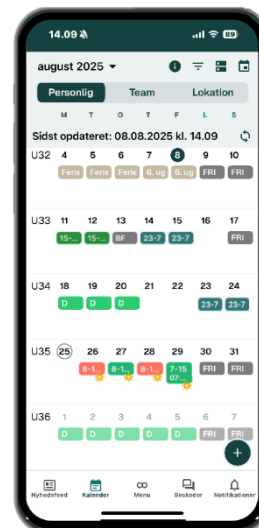 14.09 89
august 2025
Personlig Team Lokation
M T O T F L S
Sidst opdateret: 08.08.2025 kl. 14.09
U32 4 5 6 7 8 9 10
Ferie Ferie Ferie 6. ug 6. ug FRI FRI
U33 11 12 13 14 15 16 17
15-... 15-... BF 23-7 23-7 FRI
U34 18 19 20 21 22 23 24
D D D 23-7 23-7
U35 25 26 27 28 29 30 31
8-1... 8-1... 8-1... 7-15 FRI FRI
07:...
U36 1 2 3 4 5 6 7
D D D D D FRI FRI
+
Nyhedsfeed Kalender Menu Beskeder Notifikationer